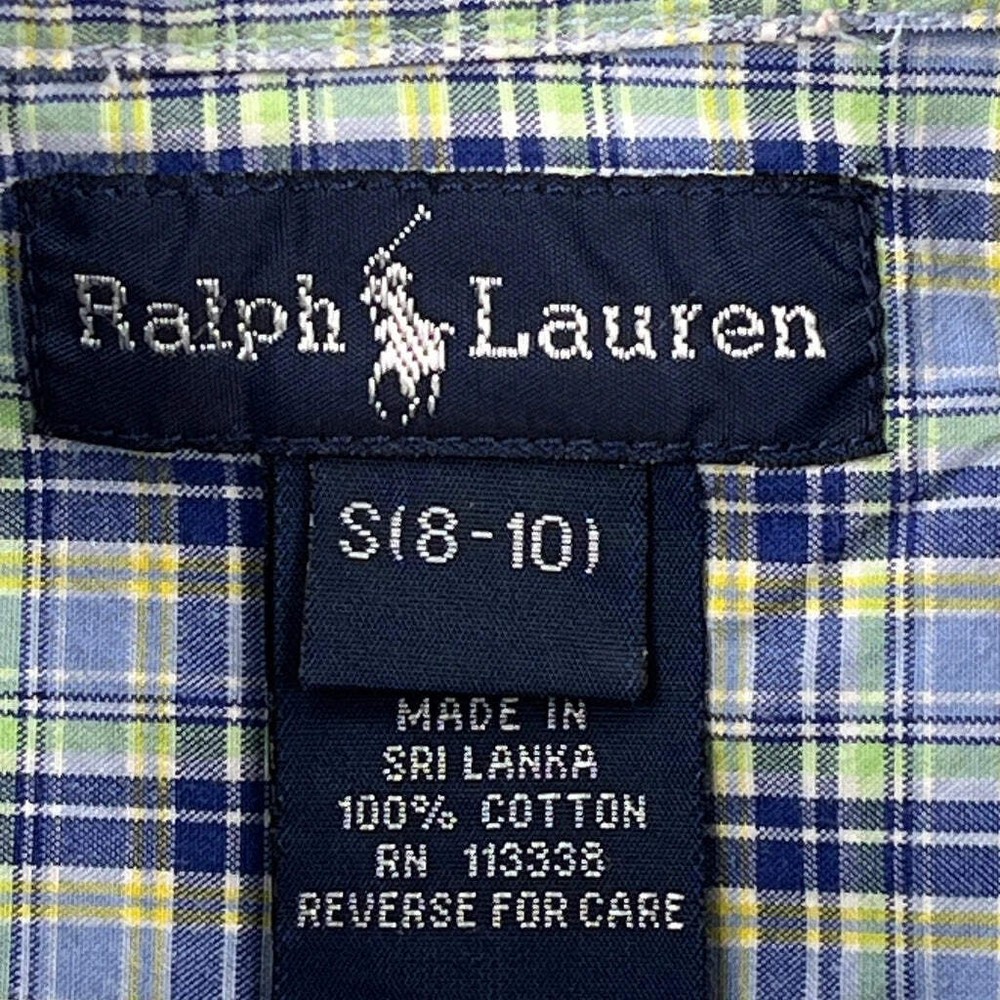 Ralph Lauren
S(8-10)
MADE IN
SRI LANKA
100% COTTON
RN 113338
REVERSE FOR CARE